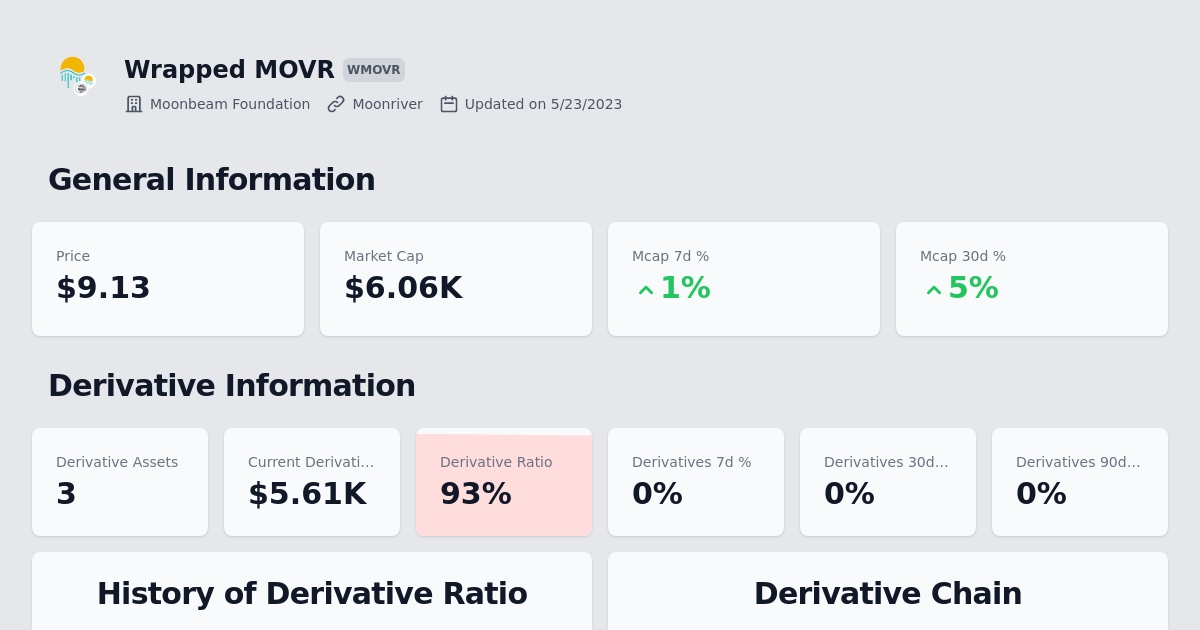 Wrapped MOVR WMOVR
Moonbeam Foundation Moonriver Updated on 5/23/2023
General Information
Price
$9.13
Market Cap
$6.06K
Mcap 7d %
1%
Mcap 30d %
5%
Derivative Information
Derivative Assets
3
Current Derivati...
$5.61K
Derivative Ratio
93%
Derivatives 7d %
0%
Derivatives 30d...
0%
Derivatives 90d...
0%
History of Derivative Ratio
Derivative Chain